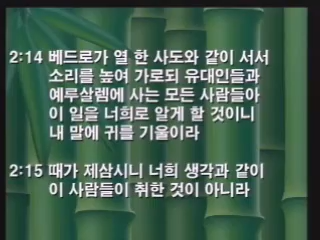 2:14 베드로가 열 한 사도와 같이 서서
소리를 높여 가로되 유대인들과
예루살렘에 사는 모든 사람들아
이 일을 너희로 알게 할 것이니
내 말에 귀를 기울이라
2:15 때가 제삼시니 너희 생각과 같이
이 사람들이 취한 것이 아니라